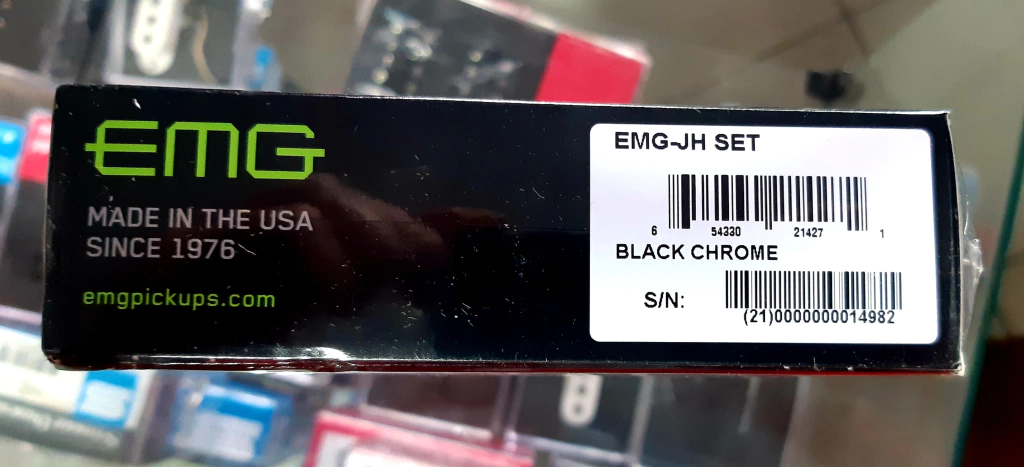 EMG
MADE IN THE USA
SINCE 1976
emgpickups.com
EMG-JH SET
6 54330 21427 1
BLACK CHROME
S/N:
(21)0000000014982